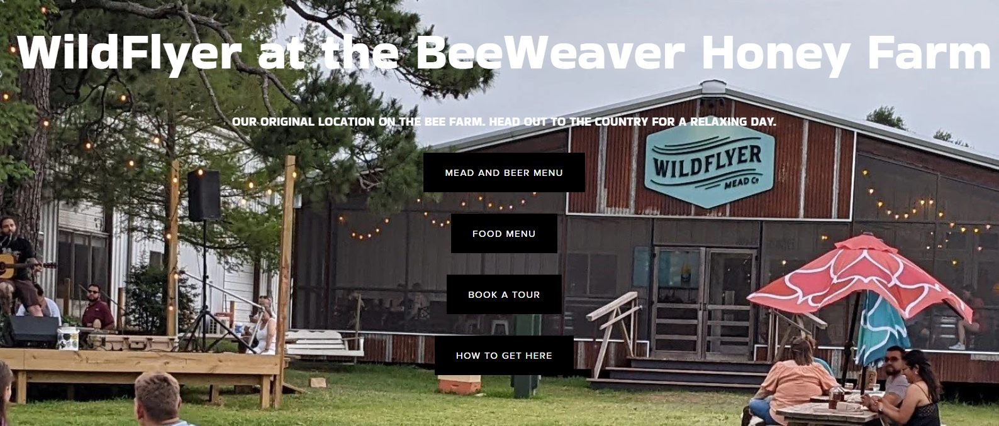 WildFlyer at the BeeWeaver Honey Farm
OUR ORIGINAL LOCATION ON THE BEE FARM. HEAD OUT TO THE COUNTRY FOR A RELAXING DAY.
WILDFLYER
MEAD Co
MEAD AND BEER MENU
FOOD MENU
BOOK A TOUR
HOW TO GET HERE